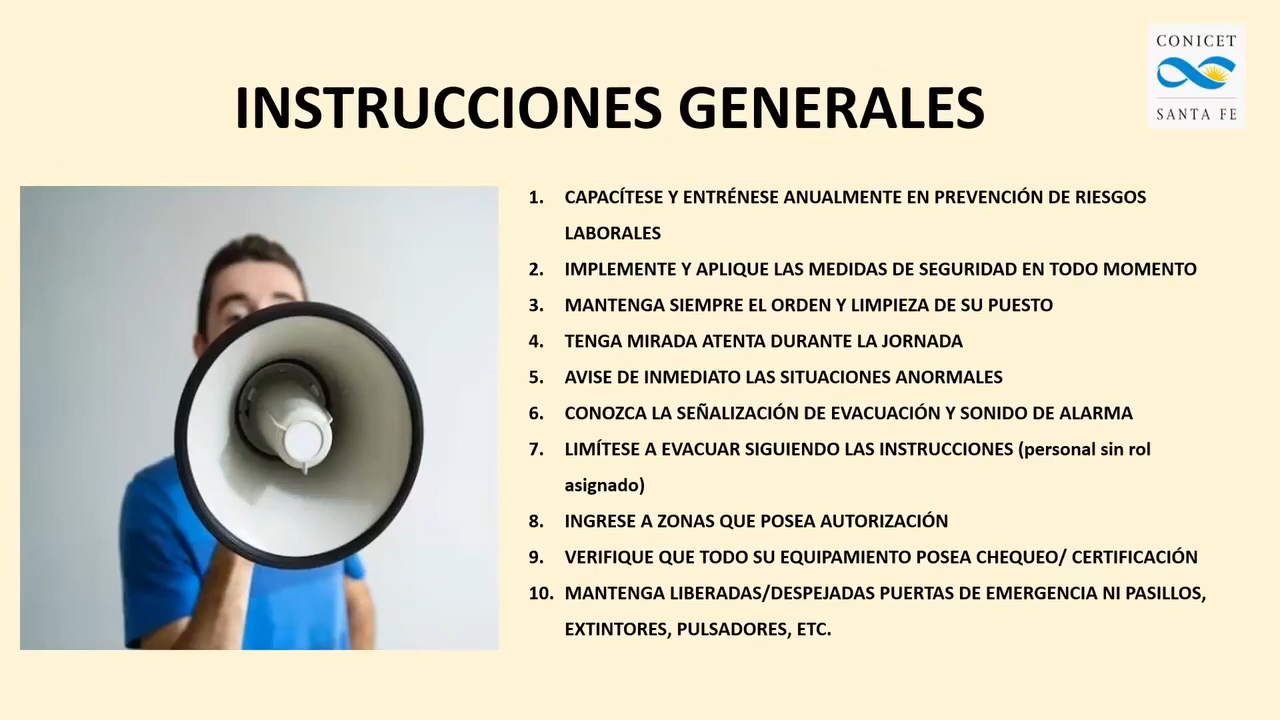 CONICET
SANTA FE
INSTRUCCIONES GENERALES
1. CAPACÍTESE Y ENTRÉNESE ANUALMENTE EN PREVENCIÓN DE RIESGOS
LABORALES
2. IMPLEMENTE Y APLIQUE LAS MEDIDAS DE SEGURIDAD EN TODO MOMENTO
3. MANTENGA SIEMPRE EL ORDEN Y LIMPIEZA DE SU PUESTO
4. TENGA MIRADA ATENTA DURANTE LA JORNADA
5. AVISE DE INMEDIATO LAS SITUACIONES ANORMALES
6. CONOZCA LA SEÑALIZACIÓN DE EVACUACIÓN Y SONIDO DE ALARMA
7. LIMÍTESE A EVACUAR SIGUIENDO LAS INSTRUCCIONES (personal sin rol
asignado)
8. INGRESE A ZONAS QUE POSEA AUTORIZACIÓN
9. VERIFIQUE QUE TODO SU EQUIPAMIENTO POSEA CHEQUEO/ CERTIFICACIÓN
10. MANTENGA LIBERADAS/DESPEJADAS PUERTAS DE EMERGENCIA NI PASILLOS,
EXTINTORES, PULSADORES, ETC.